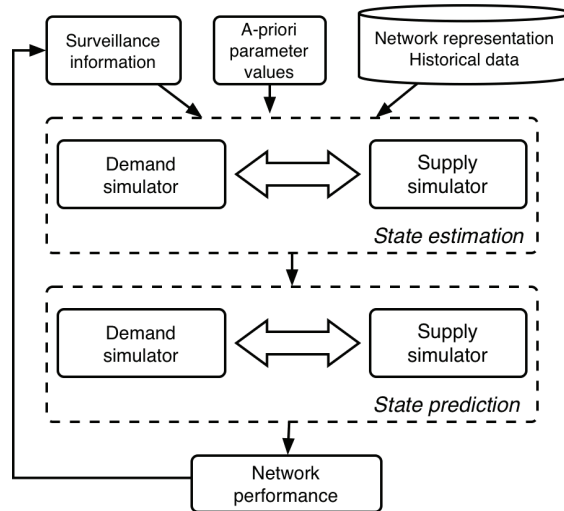 Surveillance
information
A-priori
parameter
values
Network representation
Historical data
Demand
simulator
Supply
simulator
State estimation
Demand
simulator
Supply
simulator
State prediction
Network
performance